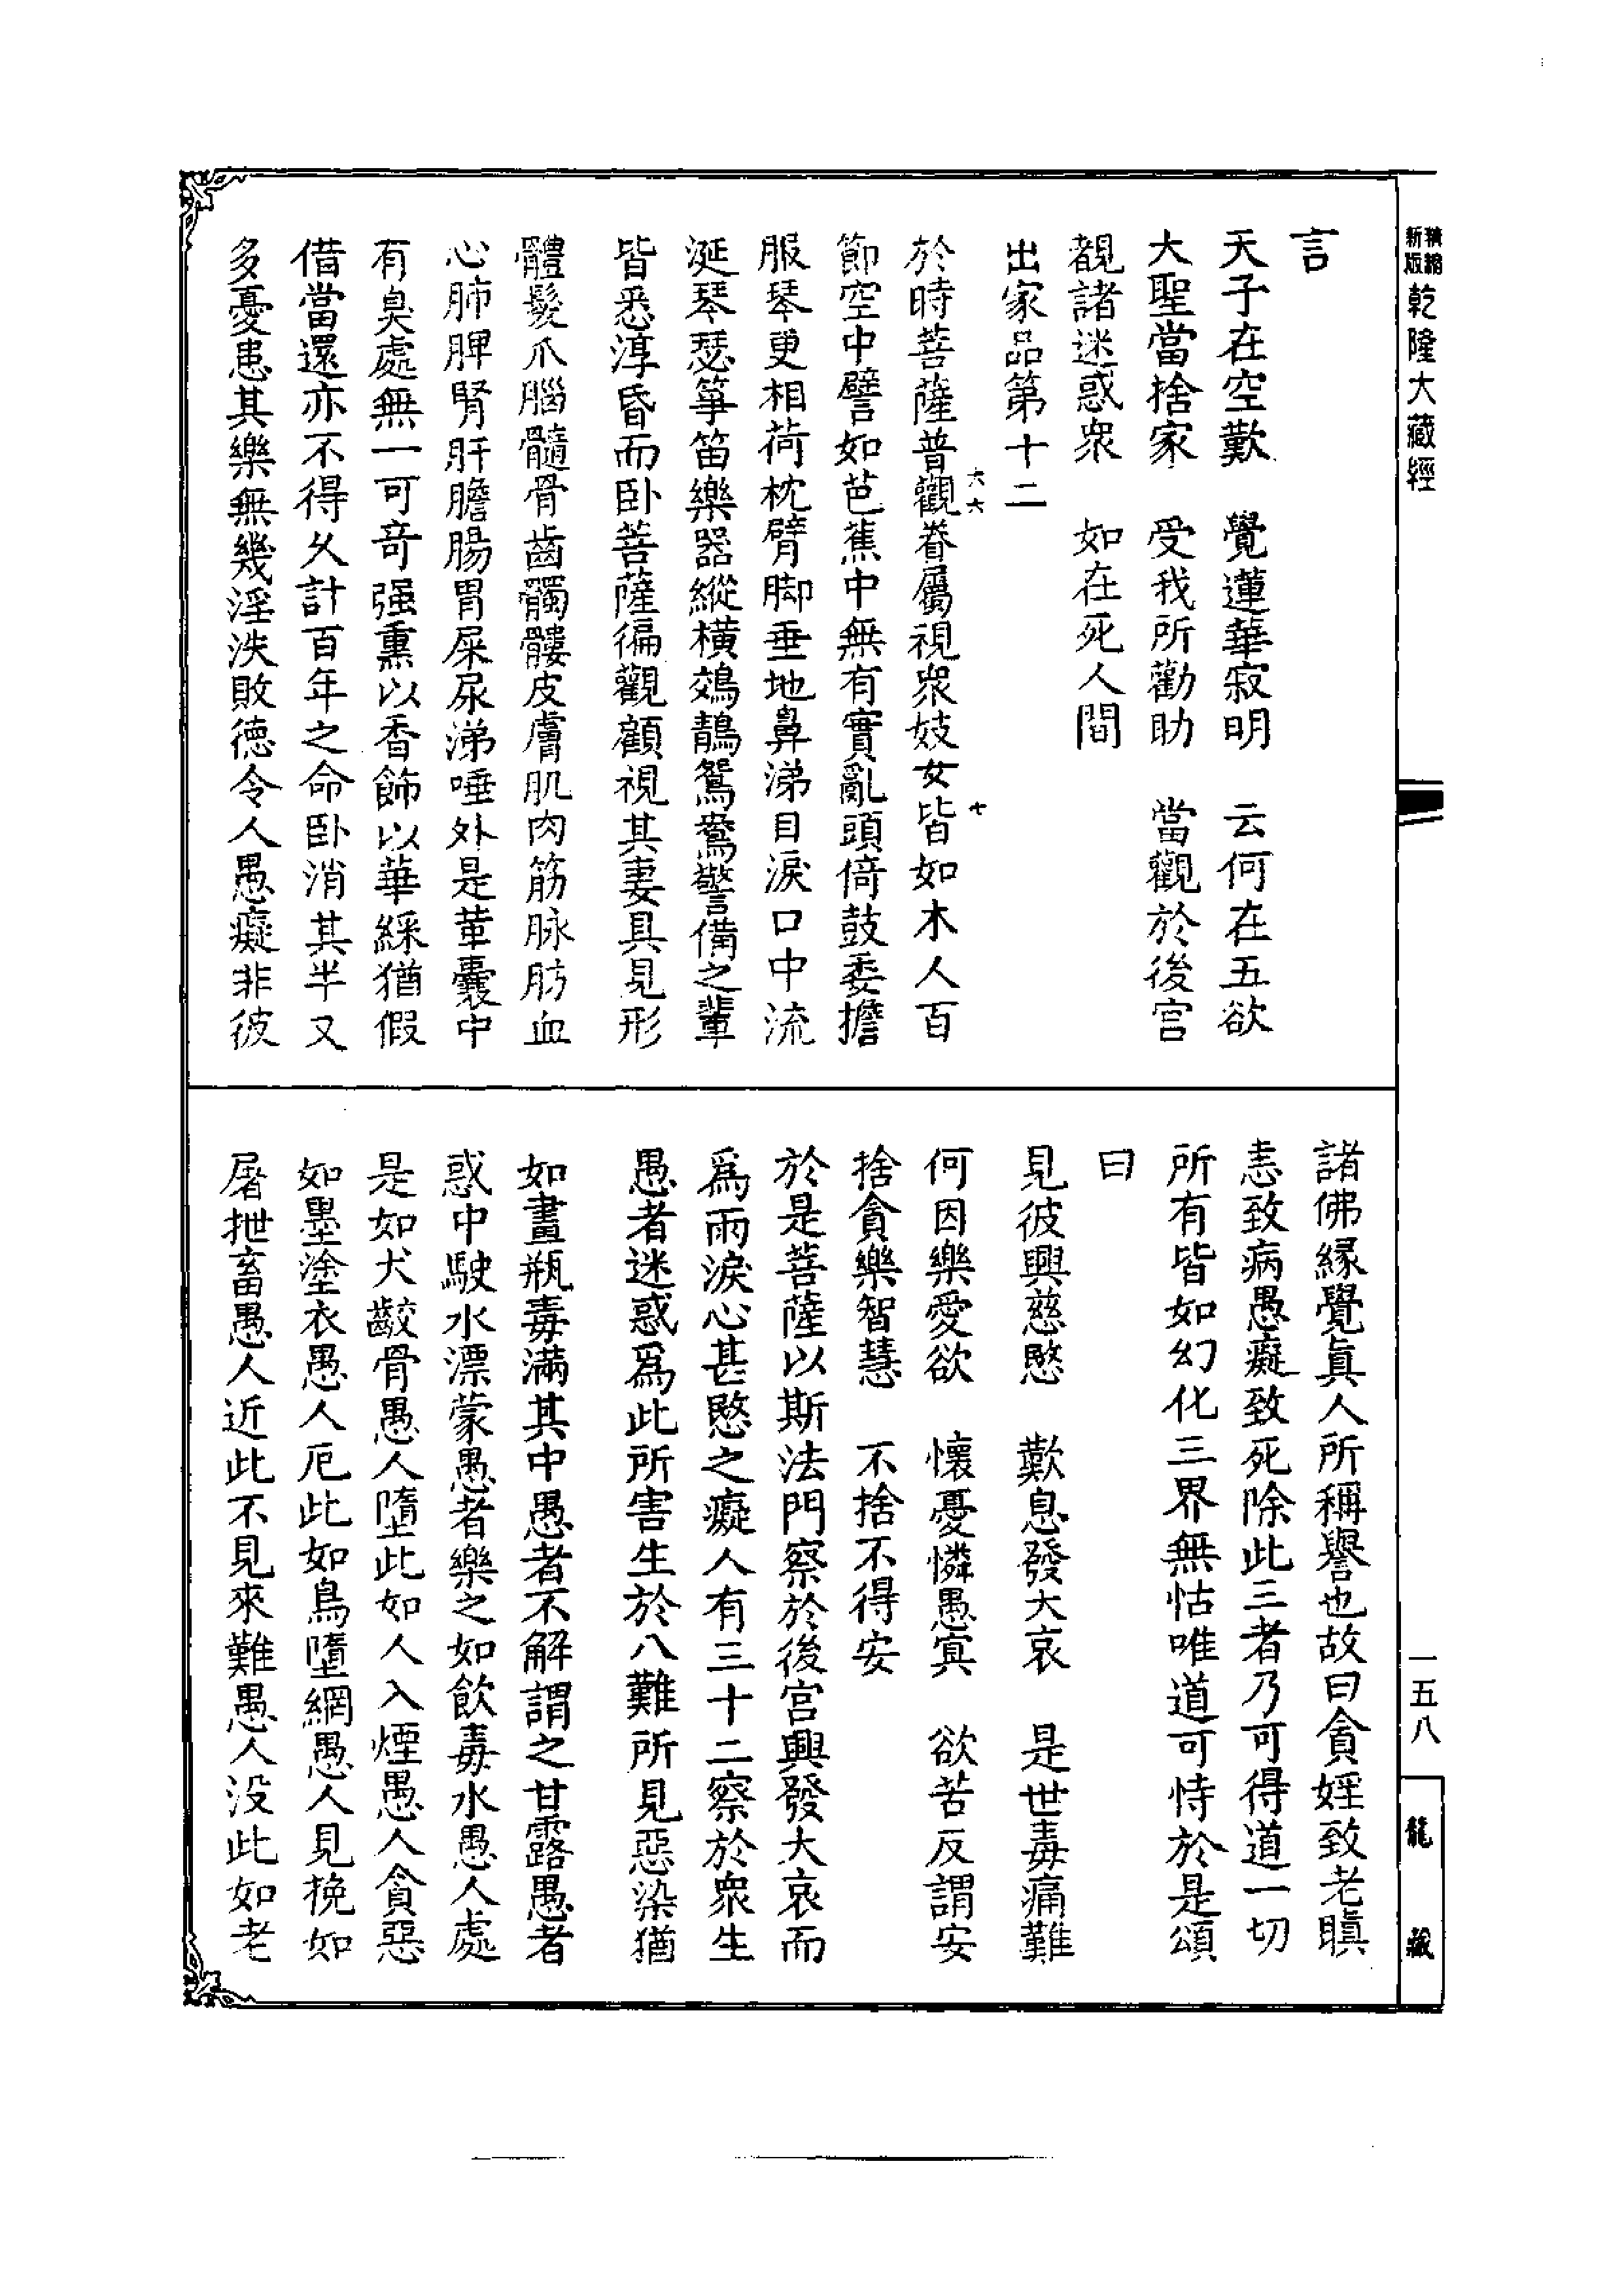 精縮
新版
乾隆大藏經
言
天子在空歎　覺蓮華寂明　云何在五欲
大聖當捨家　受我所勸助　當觀於後宮
覩諸迷惑衆　如在死人間
出家品第十二
六六
七
於時菩薩普觀眷屬視衆妓女皆如木人百
節空中譬如芭蕉中無有實亂頭倚鼓委擔
服琴更相荷枕臂脚垂地鼻涕目淚口中流
涎琴瑟箏笛樂器縱橫鵁鶄鴛鴦警備之輩
皆悉淳昏而卧菩薩徧觀顧視其妻具見形
體髮爪腦髓骨齒髑髏皮膚肌肉筋脉肪血
心肺脾腎肝膽腸胃屎尿涕唾外是革囊中
有臭處無一可奇强熏以香飾以華綵猶假
借當還亦不得久計百年之命卧消其半又
多憂患其樂無幾淫泆敗德令人愚癡非彼
諸佛緣覺眞人所稱譽也故曰貪婬致老瞋
恚致病愚癡致死除此三者乃可得道一切
所有皆如幻化三界無怙唯道可恃於是頌
曰
見彼興慈愍　歎息發大哀　是世毒痛難
何因樂愛欲　懷憂憐愚冥　欲苦反謂安
捨貪樂智慧　不捨不得安
於是菩薩以斯法門察於後宮興發大哀而
爲雨淚心甚愍之癡人有三十二察於衆生
愚者迷惑爲此所害生於八難所見惡染猶
如畫瓶毒滿其中愚者不解謂之甘露愚者
惑中駛水漂蒙愚者樂之如飲毒水愚人處
是如犬齩骨愚人墮此如人入煙愚人貪惡
如墨塗衣愚人厄此如鳥墮網愚人見挽如
屠抴畜愚人近此不見來難愚人没此如老
一五八
龍藏